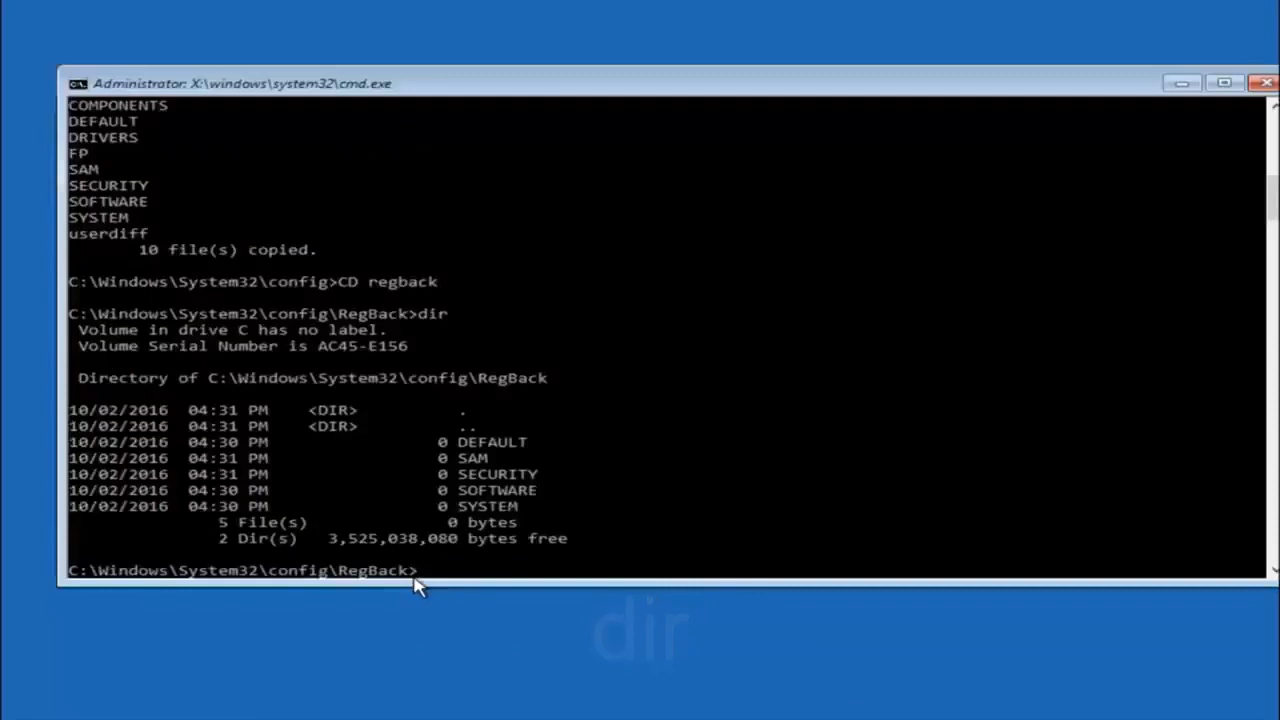 Administrator: X:\windows\system32\cmd.exe
COMPONENTS
DEFAULT
DRIVERS
FP
SAM
SECURITY
SOFTWARE
SYSTEM
userdiff
10 file(s) copied.
C:\Windows\System32\config>CD regback
C:\Windows\System32\config\RegBack>dir
Volume in drive C has no label.
Volume Serial Number is AC45-E156
Directory of C:\Windows\System32\config\RegBack
10/02/2016 04:31 PM <DIR> .
10/02/2016 04:31 PM <DIR> ..
10/02/2016 04:30 PM 0 DEFAULT
10/02/2016 04:31 PM 0 SAM
10/02/2016 04:31 PM 0 SECURITY
10/02/2016 04:30 PM 0 SOFTWARE
10/02/2016 04:30 PM 0 SYSTEM
5 File(s) 0 bytes
2 Dir(s) 3,525,038,080 bytes free
C:\Windows\System32\config\RegBack>
dir